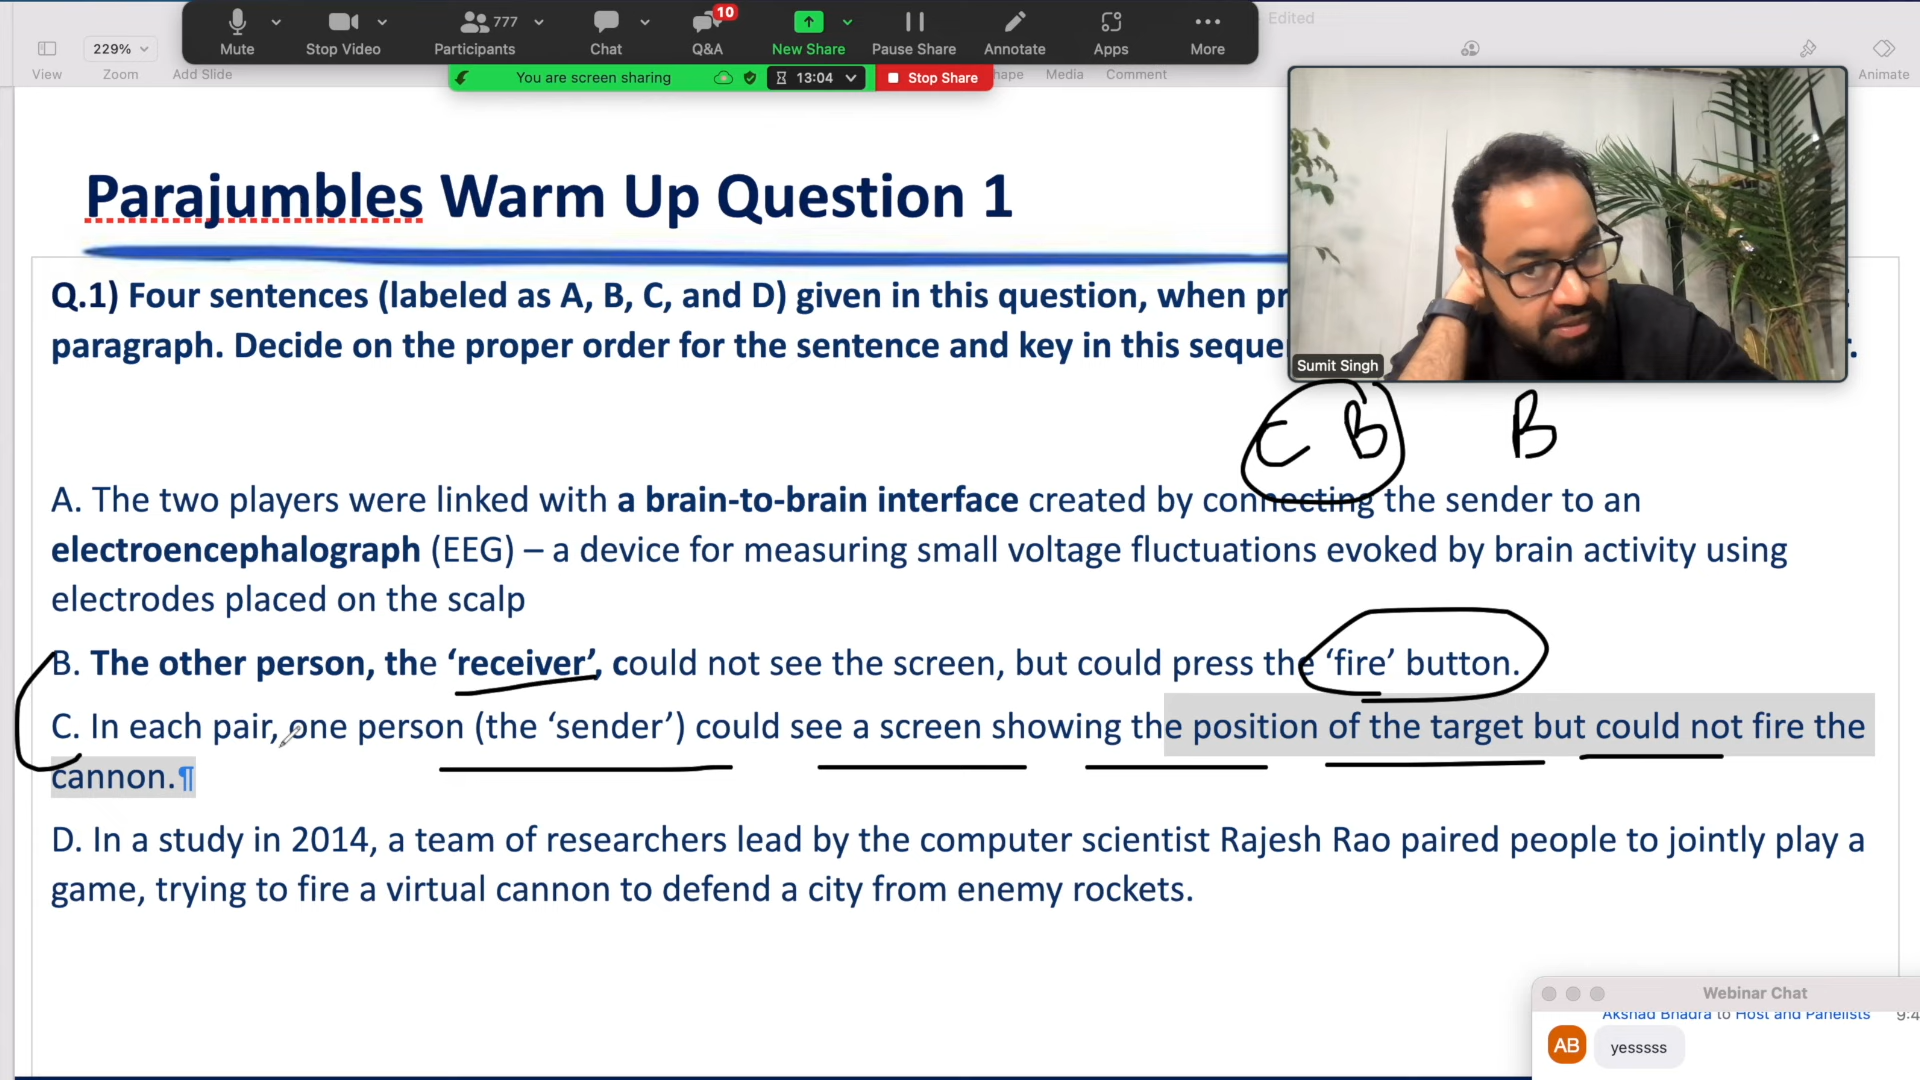 Mute
Stop Video
777
Participants
Chat
10
Q&A
New Share
Pause Share
Annotate
Apps
More
Edited
229%
View
Zoom
Add Slide
You are screen sharing
13:04
Stop Share
Media
Comment
Animate
Parajumbles Warm Up Question 1
Sumit Singh
Q.1) Four sentences (labeled as A, B, C, and D) given in this question, when
paragraph. Decide on the proper order for the sentence and key in this
C B B
A. The two players were linked with a brain-to-brain interface created by connecting the sender to an
electroencephalograph (EEG) – a device for measuring small voltage fluctuations evoked by brain activity using
electrodes placed on the scalp
B. The other person, the ‘receiver’, could not see the screen, but could press the ‘fire’ button.
C. In each pair, one person (the ‘sender’) could see a screen showing the position of the target but could not fire the
cannon.¶
D. In a study in 2014, a team of researchers lead by the computer scientist Rajesh Rao paired people to jointly play a
game, trying to fire a virtual cannon to defend a city from enemy rockets.
Webinar Chat
Akshad Bhadra to Host and Panelists
AB
yesssss